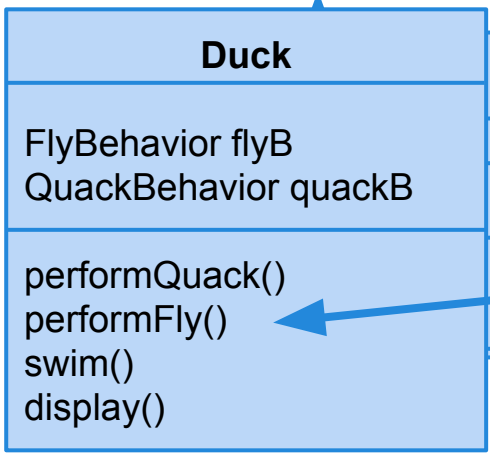 Duck
FlyBehavior flyB
QuackBehavior quackB
performQuack()
performFly()
swim()
display()